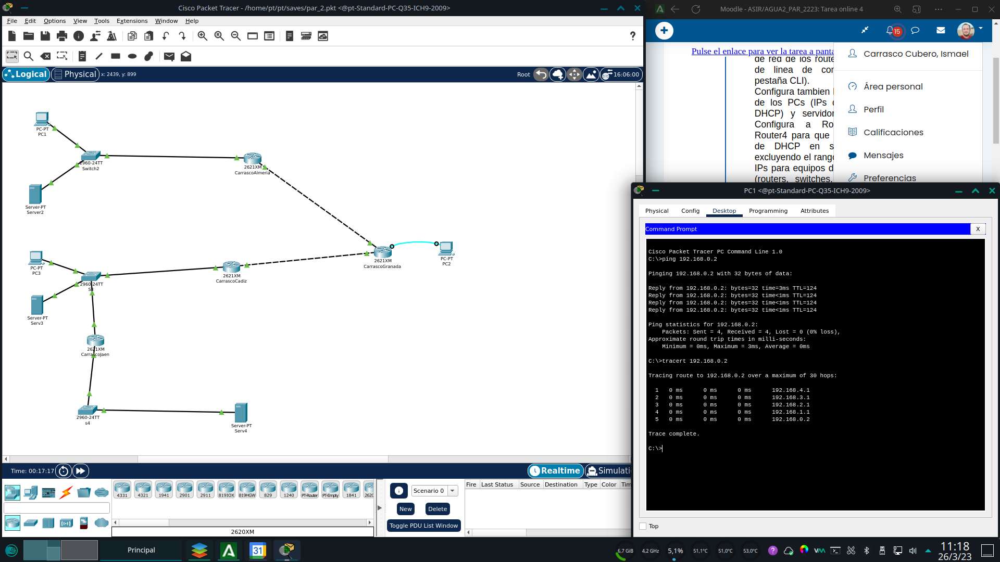 Cisco Packet Tracer - /home/pt/pt/saves/par_2.pkt <@pt-Standard-PC-Q35-ICH9-2009>
File Edit Options View Tools Extensions Window Help
?
Logical Physical x: 2439, y: 899 Root 16:06:00
PC-PT
PC1
2960-24TT
Switch2
Server-PT
Server2
2621XM
CarrascoAlmeria
PC-PT
PC3
2960-24TT
S3
Server-PT
Serv3
2621XM
CarrascoCadiz
2621XM
CarrascoGranada
PC-PT
PC2
2621XM
CarrascoJaen
2960-24TT
s4
Server-PT
Serv4
Time: 00:17:17 Realtime Simulati
4331 4321 1941 2901 2911 819IOX 819HGW 829 1240 PT-Router PT-Empty 1841 2620
2620XM
Scenario 0
New Delete
Toggle PDU List Window
Fire Last Status Source Destination Type Color Tim
Moodle - ASIR/AGUA2_PAR_2223: Tarea online 4
15
Pulse el enlace para ver la tarea a panta
de red de los route
de linea de con
pestaña CLI).
Configura tambien l
de los PCs (IPs
DHCP) y servidor
Configura a Ro
Router4 para que
de DHCP en s
excluyendo el rango
IPs para equipos d
(routers, switches,
Carrasco Cubero, Ismael
Área personal
Perfil
Calificaciones
Mensajes
Preferencias
PC1 <@pt-Standard-PC-Q35-ICH9-2009>
Physical Config Desktop Programming Attributes
Command Prompt X
Cisco Packet Tracer PC Command Line 1.0
C:\>ping 192.168.0.2
Pinging 192.168.0.2 with 32 bytes of data:
Reply from 192.168.0.2: bytes=32 time=3ms TTL=124
Reply from 192.168.0.2: bytes=32 time<1ms TTL=124
Reply from 192.168.0.2: bytes=32 time<1ms TTL=124
Reply from 192.168.0.2: bytes=32 time<1ms TTL=124
Ping statistics for 192.168.0.2:
Packets: Sent = 4, Received = 4, Lost = 0 (0% loss),
Approximate round trip times in milli-seconds:
Minimum = 0ms, Maximum = 3ms, Average = 0ms
C:\>tracert 192.168.0.2
Tracing route to 192.168.0.2 over a maximum of 30 hops:
1 0 ms 0 ms 0 ms 192.168.4.1
2 0 ms 0 ms 0 ms 192.168.3.1
3 0 ms 0 ms 0 ms 192.168.2.1
4 0 ms 0 ms 0 ms 192.168.1.1
5 0 ms 0 ms 0 ms 192.168.0.2
Trace complete.
C:\>
Top
Principal
31
6,7 GiB 4,2 GHz 5,1% 51,1°C 51,0°C 53,0°C
11:18
26/3/23